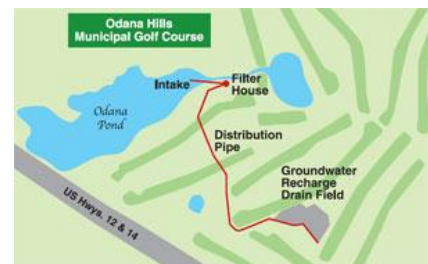 Odana Hills
Municipal Golf Course
Intake
Filter
House
Odana
Pond
Distribution
Pipe
Groundwater
Recharge
Drain Field
US Hwys. 12 & 14